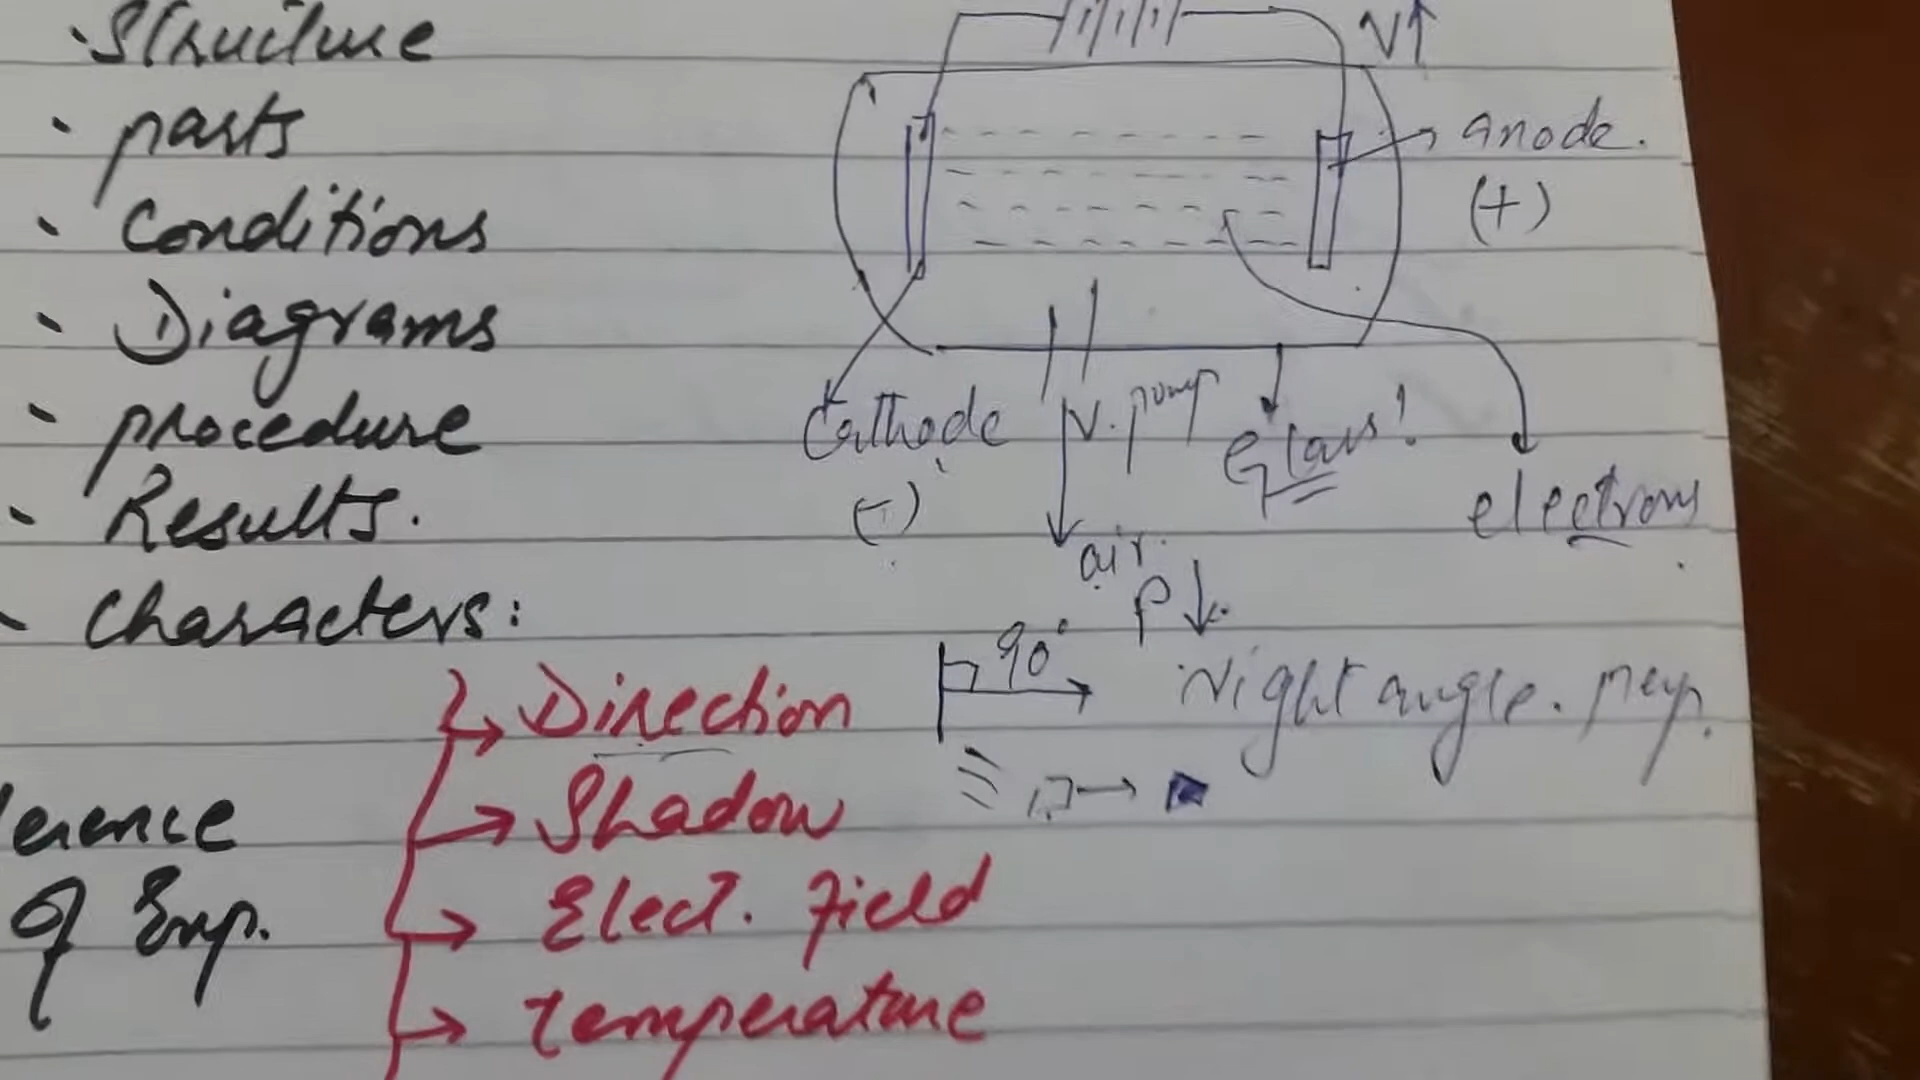 ·Structure
· parts
· Conditions
· Diagrams
· procedure
· Results.
· Characters:
Direction
Shadow
Elect. field
temperature
erence
of Exp.
V↑
anode.
(+)
Cathode
(-)
V. pump
air.
P ↓
Glass!
electrons
90°
right angle.